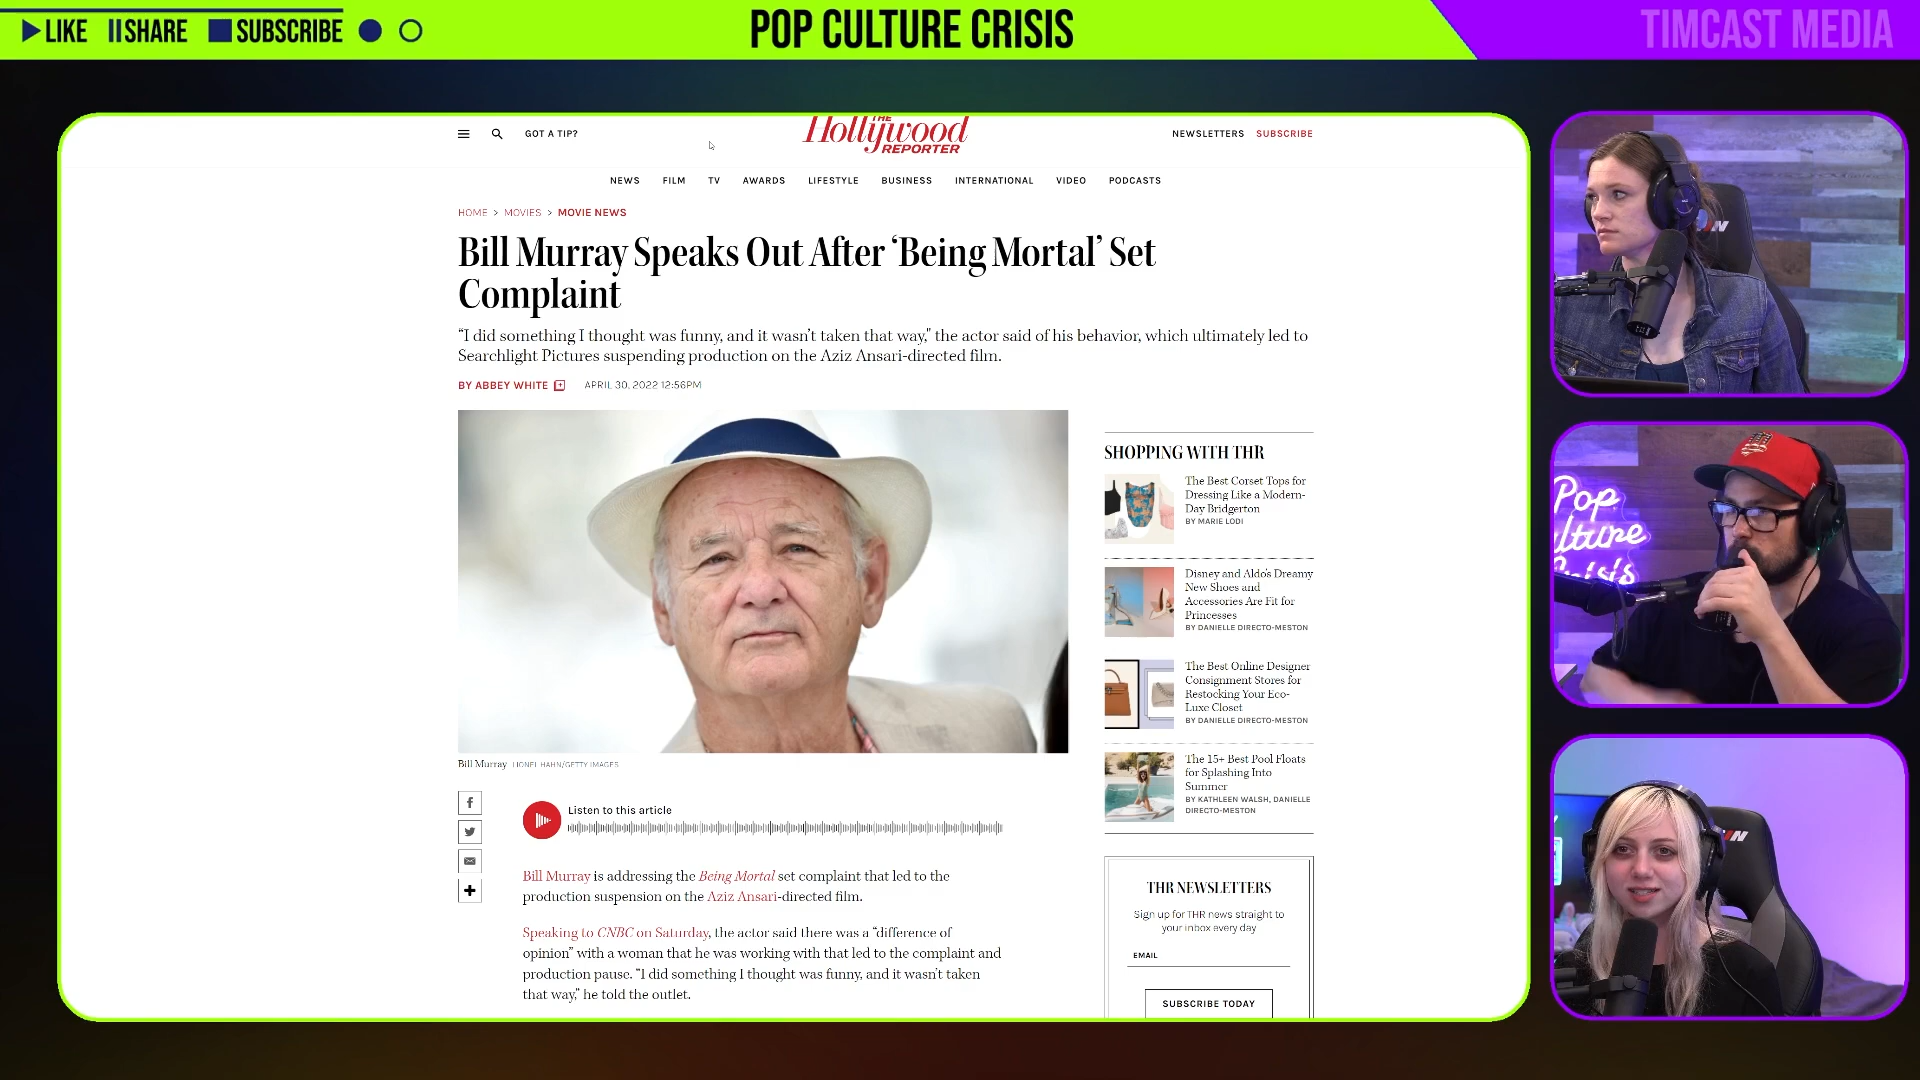 LIKE SHARE SUBSCRIBE
POP CULTURE CRISIS
TIMCAST MEDIA
GOT A TIP?
THE
Hollywood
REPORTER
NEWSLETTERS SUBSCRIBE
NEWS FILM TV AWARDS LIFESTYLE BUSINESS INTERNATIONAL VIDEO PODCASTS
HOME > MOVIES > MOVIE NEWS
Bill Murray Speaks Out After ‘Being Mortal’ Set
Complaint
“I did something I thought was funny, and it wasn’t taken that way,” the actor said of his behavior, which ultimately led to
Searchlight Pictures suspending production on the Aziz Ansari-directed film.
BY ABBEY WHITE APRIL 30, 2022 12:56PM
Bill Murray LIONEL HAHN/GETTY IMAGES
Listen to this article
Bill Murray is addressing the Being Mortal set complaint that led to the
production suspension on the Aziz Ansari-directed film.
Speaking to CNBC on Saturday, the actor said there was a “difference of
opinion” with a woman that he was working with that led to the complaint and
production pause. “I did something I thought was funny, and it wasn’t taken
that way,” he told the outlet.
SHOPPING WITH THR
The Best Corset Tops for
Dressing Like a Modern-
Day Bridgerton
BY MARIE LODI
Disney and Aldo’s Dreamy
New Shoes and
Accessories Are Fit for
Princesses
BY DANIELLE DIRECTO-MESTON
The Best Online Designer
Consignment Stores for
Restocking Your Eco-
Luxe Closet
BY DANIELLE DIRECTO-MESTON
The 15+ Best Pool Floats
for Splashing Into
Summer
BY KATHLEEN WALSH, DANIELLE
DIRECTO-MESTON
THR NEWSLETTERS
Sign up for THR news straight to
your inbox every day
EMAIL
SUBSCRIBE TODAY
Pop
ulture
Crisis